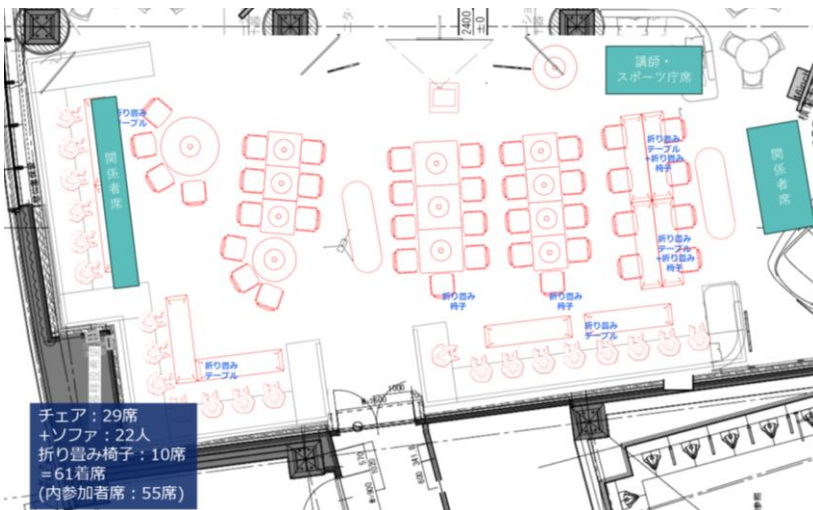 2400
±0
講師・
スポーツ庁席
折り畳み
テーブル
関係者席
折り畳み
テーブル
+折り畳み
椅子
関係者席
折り畳み
テーブル
+折り畳み
椅子
折り畳み
椅子
折り畳み
椅子
折り畳み
テーブル
折り畳み
テーブル
1000
チェア：29席
+ソファ：22人
折り畳み椅子：10席
=61着席
(内参加者席：55席)